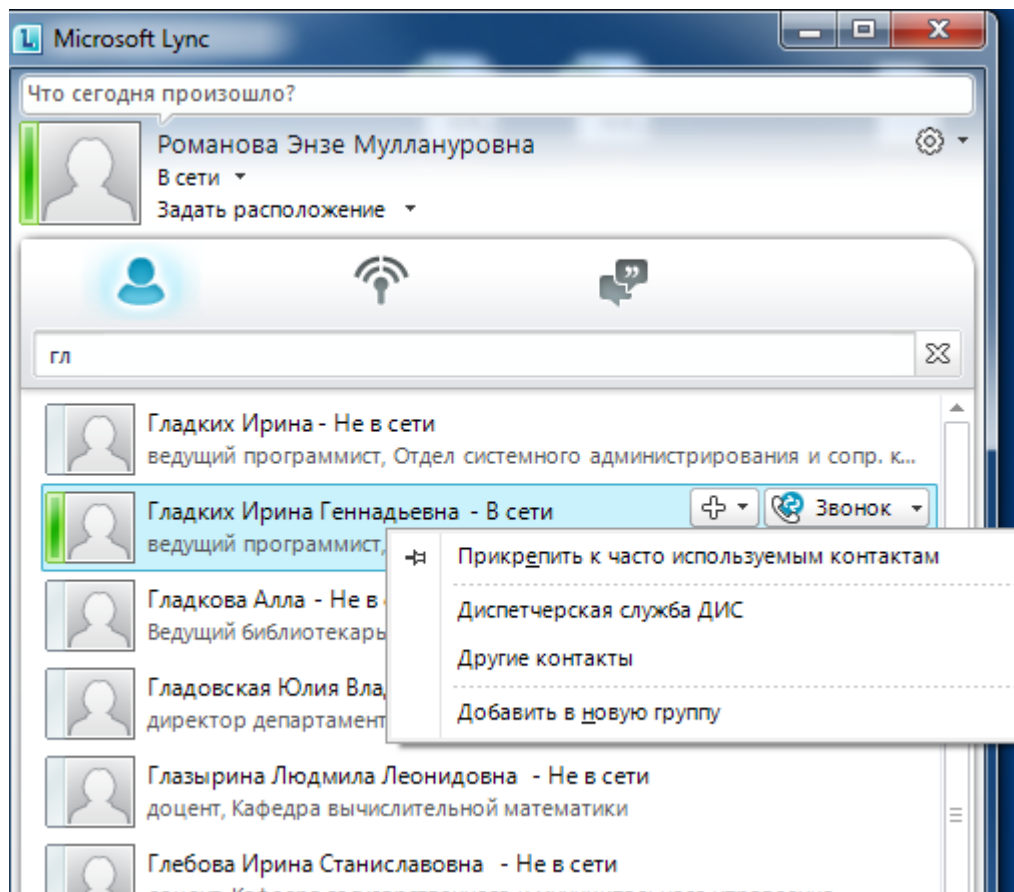 Microsoft Lync
Что сегодня произошло?
Романова Энзе Муллануровна
В сети
Задать расположение
гл
Гладких Ирина - Не в сети
ведущий программист, Отдел системного администрирования и сопр. к...
Гладких Ирина Геннадьевна - В сети
Звонок
ведущий программист,
Прикрепить к часто используемым контактам
Гладкова Алла - Не в
Диспетчерская служба ДИС
Ведущий библиотекарь
Другие контакты
Гладовская Юлия
директор департамент
Добавить в новую группу
Глазырина Людмила Леонидовна - Не в сети
доцент, Кафедра вычислительной математики
Глебова Ирина Станиславовна - Не в сети